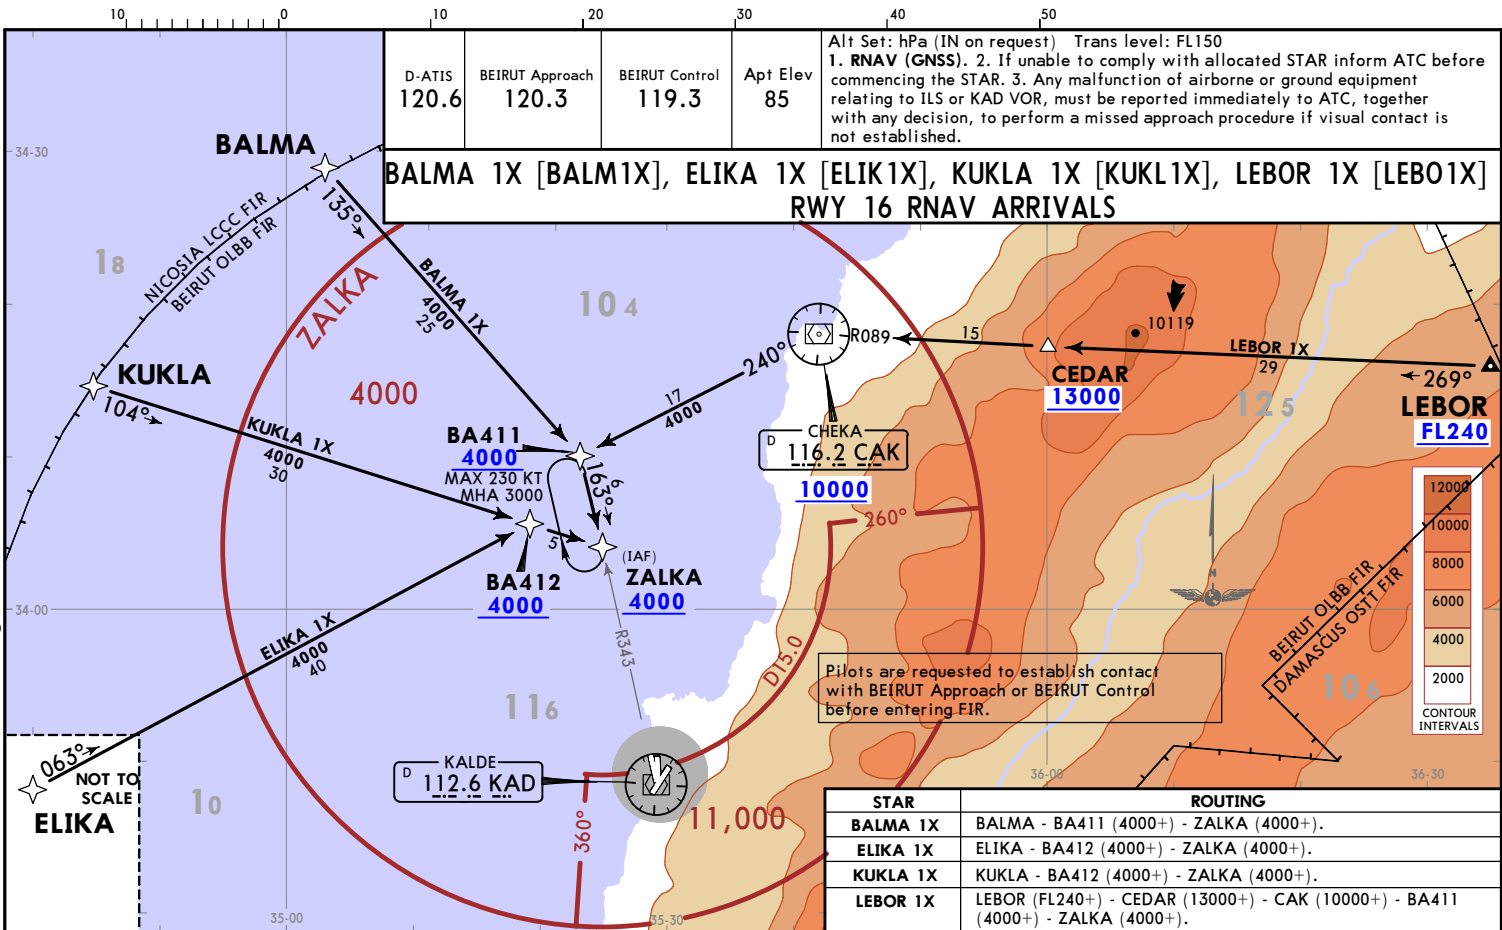 10 0 10 20 30 40 50
D-ATIS
120.6
BEIRUT Approach
120.3
BEIRUT Control
119.3
Apt Elev
85
Alt Set: hPa (IN on request) Trans level: FL150
1. RNAV (GNSS). 2. If unable to comply with allocated STAR inform ATC before
commencing the STAR. 3. Any malfunction of airborne or ground equipment
relating to ILS or KAD VOR, must be reported immediately to ATC, together
with any decision, to perform a missed approach procedure if visual contact is
not established.
BALMA 1X [BALM1X], ELIKA 1X [ELIK1X], KUKLA 1X [KUKL1X], LEBOR 1X [LEBO1X]
RWY 16 RNAV ARRIVALS
34-30
BALMA
135°
NICOSIA LCCC FIR
BEIRUT OLBB FIR
18
ZALKA
4000
BALMA 1X
4000
25
104
KUKLA
104°
KUKLA 1X
4000
30
BA411
4000
MAX 230 KT
MHA 3000
163°
6
240°
17
4000
R089
15
CHEKA
D 116.2 CAK
10000
CEDAR
13000
10119
LEBOR 1X
29
269°
LEBOR
FL240
125
BA412
4000
5
(IAF)
ZALKA
4000
260°
N
12000
10000
8000
6000
4000
2000
CONTOUR
INTERVALS
34-00
ELIKA 1X
4000
40
R343
D15.0
BEIRUT OLBB FIR
DAMASCUS OSTT FIR
106
Pilots are requested to establish contact
with BEIRUT Approach or BEIRUT Control
before entering FIR.
116
063°
NOT TO
SCALE
ELIKA
10
KALDE
D 112.6 KAD
360°
11,000
36-00
36-30
35-00
35-30
STAR ROUTING
BALMA 1X BALMA - BA411 (4000+) - ZALKA (4000+).
ELIKA 1X ELIKA - BA412 (4000+) - ZALKA (4000+).
KUKLA 1X KUKLA - BA412 (4000+) - ZALKA (4000+).
LEBOR 1X LEBOR (FL240+) - CEDAR (13000+) - CAK (10000+) - BA411
(4000+) - ZALKA (4000+).